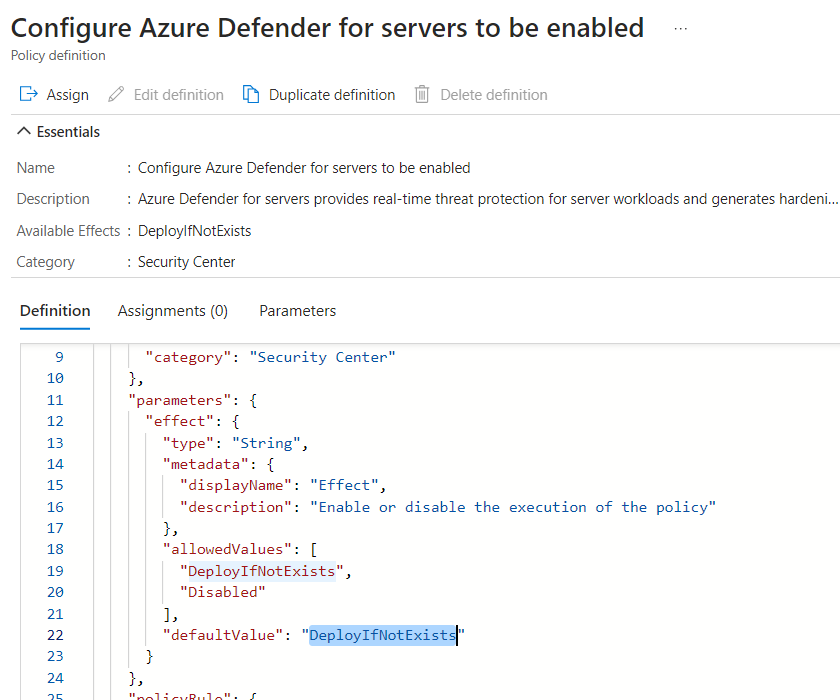 Configure Azure Defender for servers to be enabled ...
Policy definition
Assign Edit definition Duplicate definition Delete definition
Essentials
Name : Configure Azure Defender for servers to be enabled
Description : Azure Defender for servers provides real-time threat protection for server workloads and generates hardeni...
Available Effects : DeployIfNotExists
Category : Security Center
Definition Assignments (0) Parameters
9 "category": "Security Center"
10 },
11 "parameters": {
12 "effect": {
13 "type": "String",
14 "metadata": {
15 "displayName": "Effect",
16 "description": "Enable or disable the execution of the policy"
17 },
18 "allowedValues": [
19 "DeployIfNotExists",
20 "Disabled"
21 ],
22 "defaultValue": "DeployIfNotExists"
23 }
24 },
25 "policyRule": {